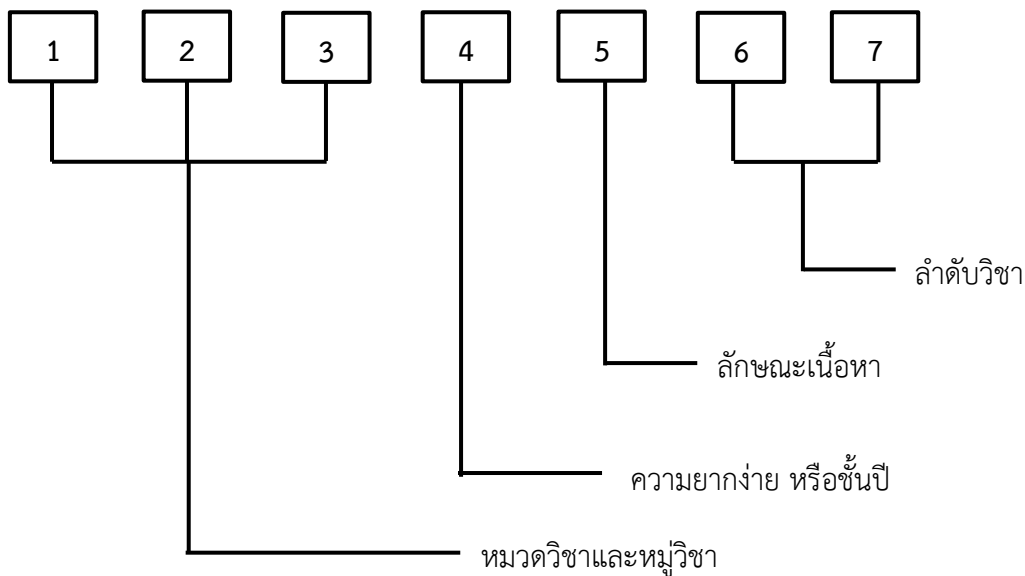 1 2 3 4 5 6 7
ลำดับวิชา
ลักษณะเนื้อหา
ความยากง่าย หรือชั้นปี
หมวดวิชาและหมู่วิชา